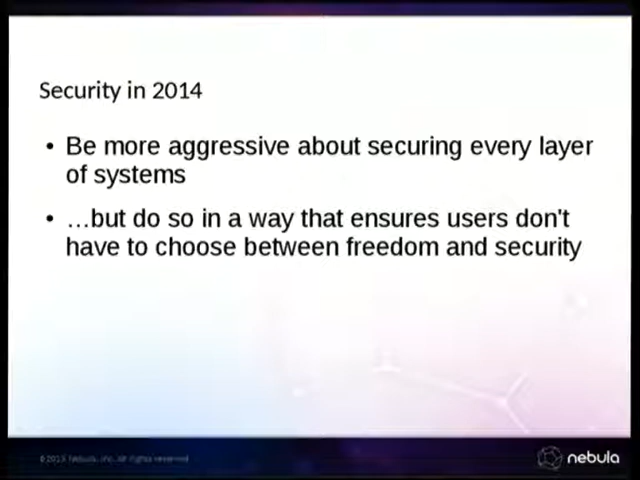 Security in 2014
• Be more aggressive about securing every layer
of systems
• …but do so in a way that ensures users don't
have to choose between freedom and security
©2013 Nebula, Inc. All rights reserved
nebula